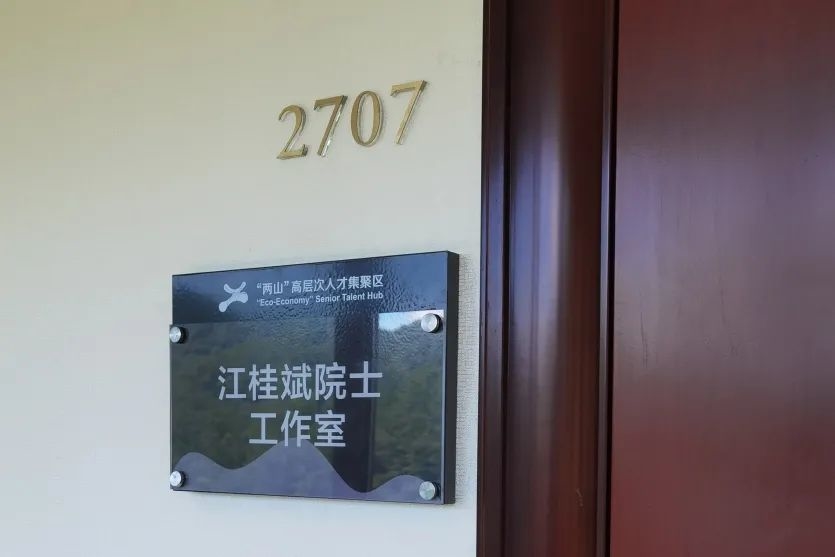 2707
“两山”高层次人才集聚区
“Eco-Economy” Senior Talent Hub
江桂斌院士
工作室